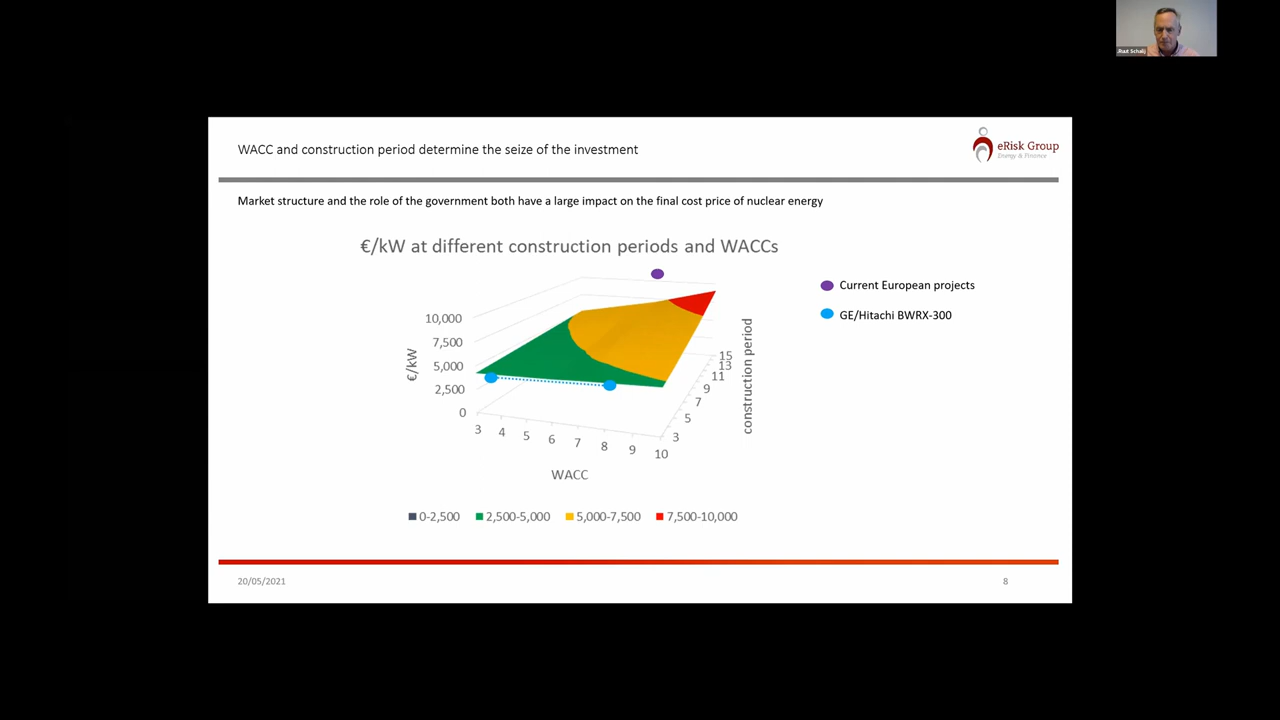 Ruut Schalij
WACC and construction period determine the seize of the investment
eRisk Group
Energy & Finance
Market structure and the role of the government both have a large impact on the final cost price of nuclear energy
€/kW at different construction periods and WACCs
Current European projects
GE/Hitachi BWRX-300
10,000
7,500
5,000
2,500
0
€/kW
3 4 5 6 7 8 9 10
WACC
15
13
11
9
7
5
3
construction period
0-2,500 2,500-5,000 5,000-7,500 7,500-10,000
20/05/2021
8